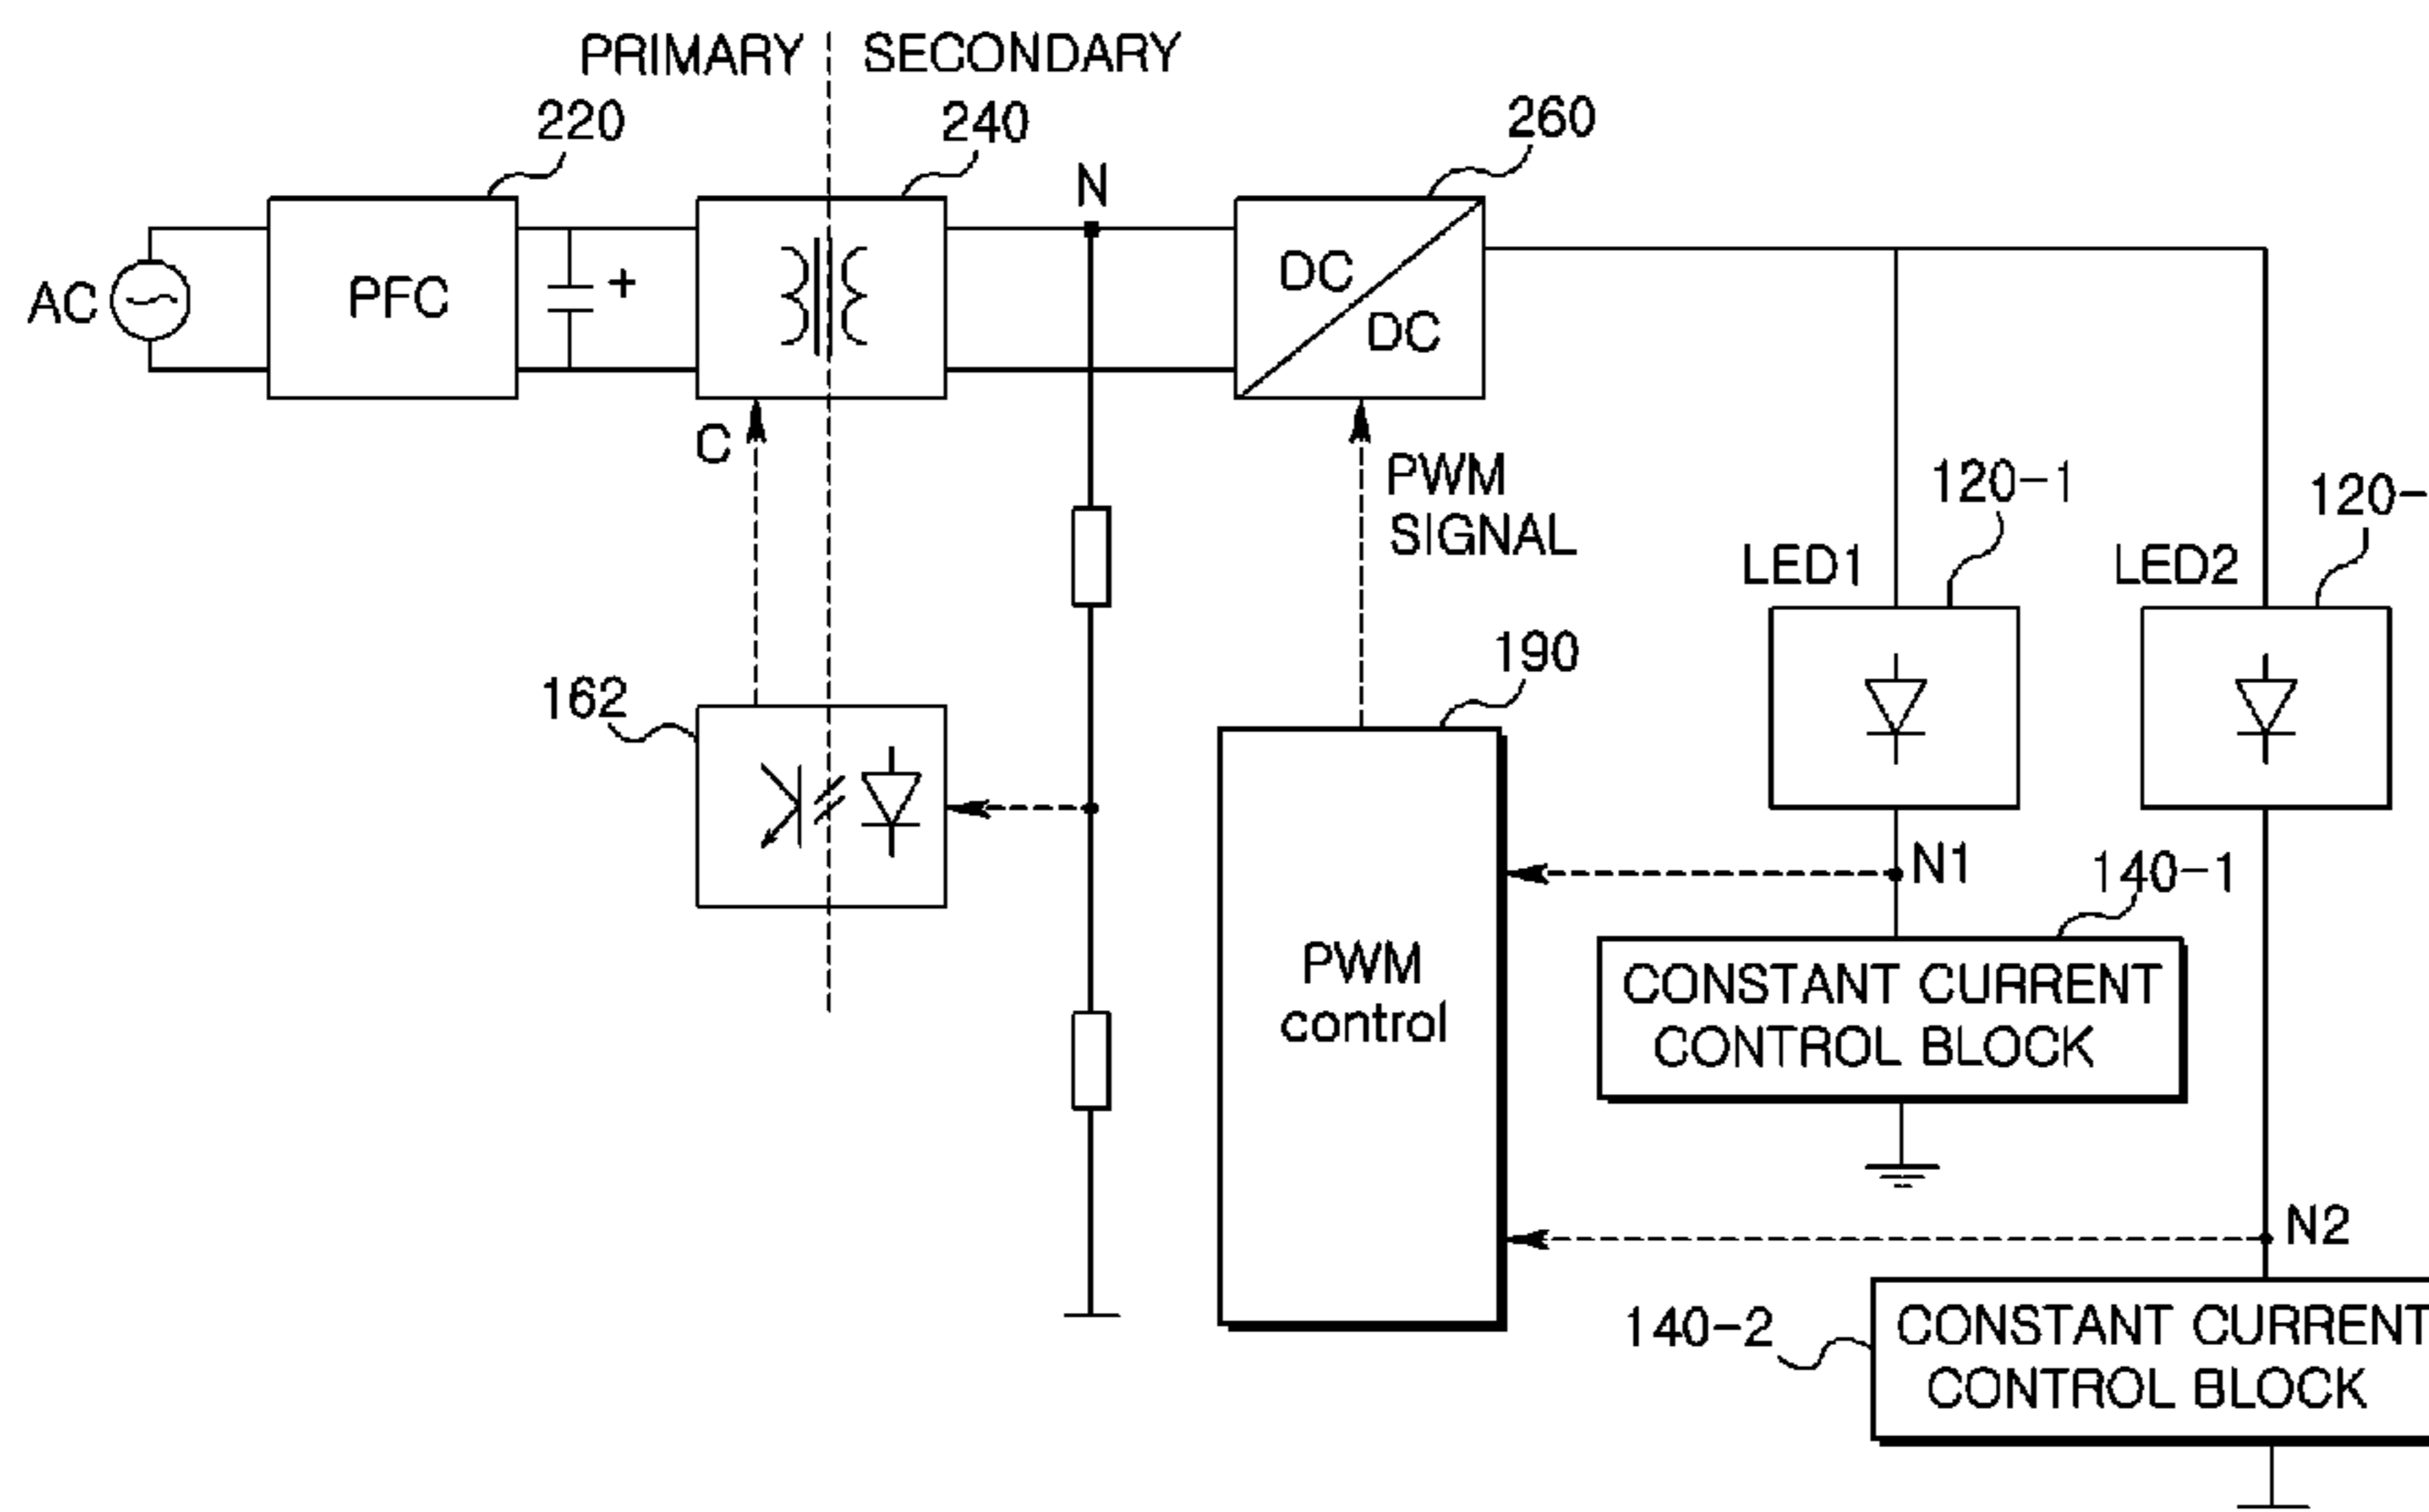 PRIMARY
SECONDARY
220
240
260
N
AC
PFC
+
DC
DC
C
PWM
SIGNAL
120-1
120-
LED1
LED2
162
190
N1
140-1
PWM
control
CONSTANT CURRENT
CONTROL BLOCK
N2
140-2
CONSTANT CURRENT
CONTROL BLOCK